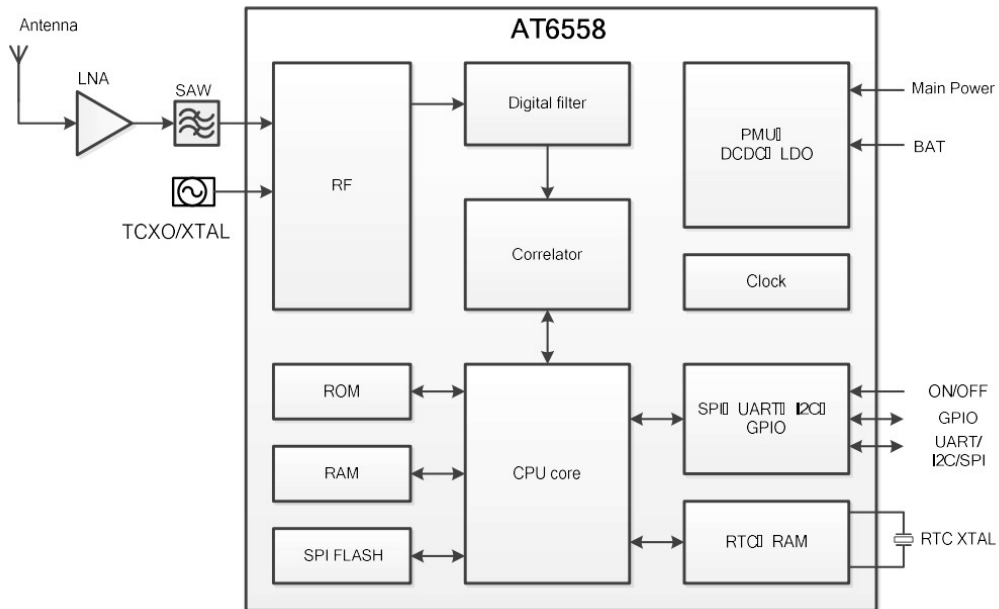 AT6558
Antenna
LNA
SAW
TCXO/XTAL
RF
Digital filter
Correlator
PMU
DCDC LDO
Main Power
BAT
Clock
ROM
RAM
SPI FLASH
CPU core
SPI UART I2C
GPIO
ON/OFF
GPIO
UART/
I2C/SPI
RTC RAM
RTC XTAL